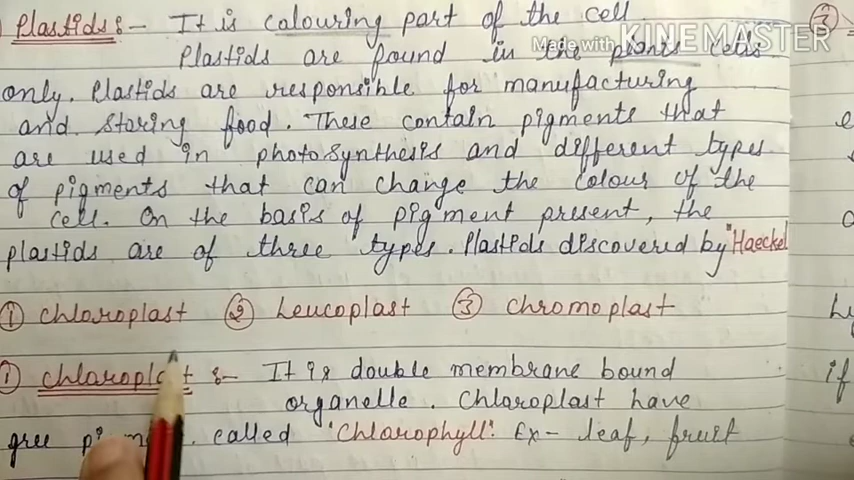 Plastids :- It is colouring part of the cell.
Plastids are found in the plants cells
only. Plastids are responsible for manufacturing
and storing food. These contain pigments that
are used in photosynthesis and different types
of pigments that can change the colour of the
cell. On the basis of pigment present, the
plastids are of three types. Plastids discovered by "Haeckel
① Chloroplast ② Leucoplast ③ Chromoplast
① Chloroplast :- It is double membrane bound
organelle. Chloroplast have
gree called 'Chlorophyll'. Ex- leaf, fruit
Made with KINEMASTER
③
if